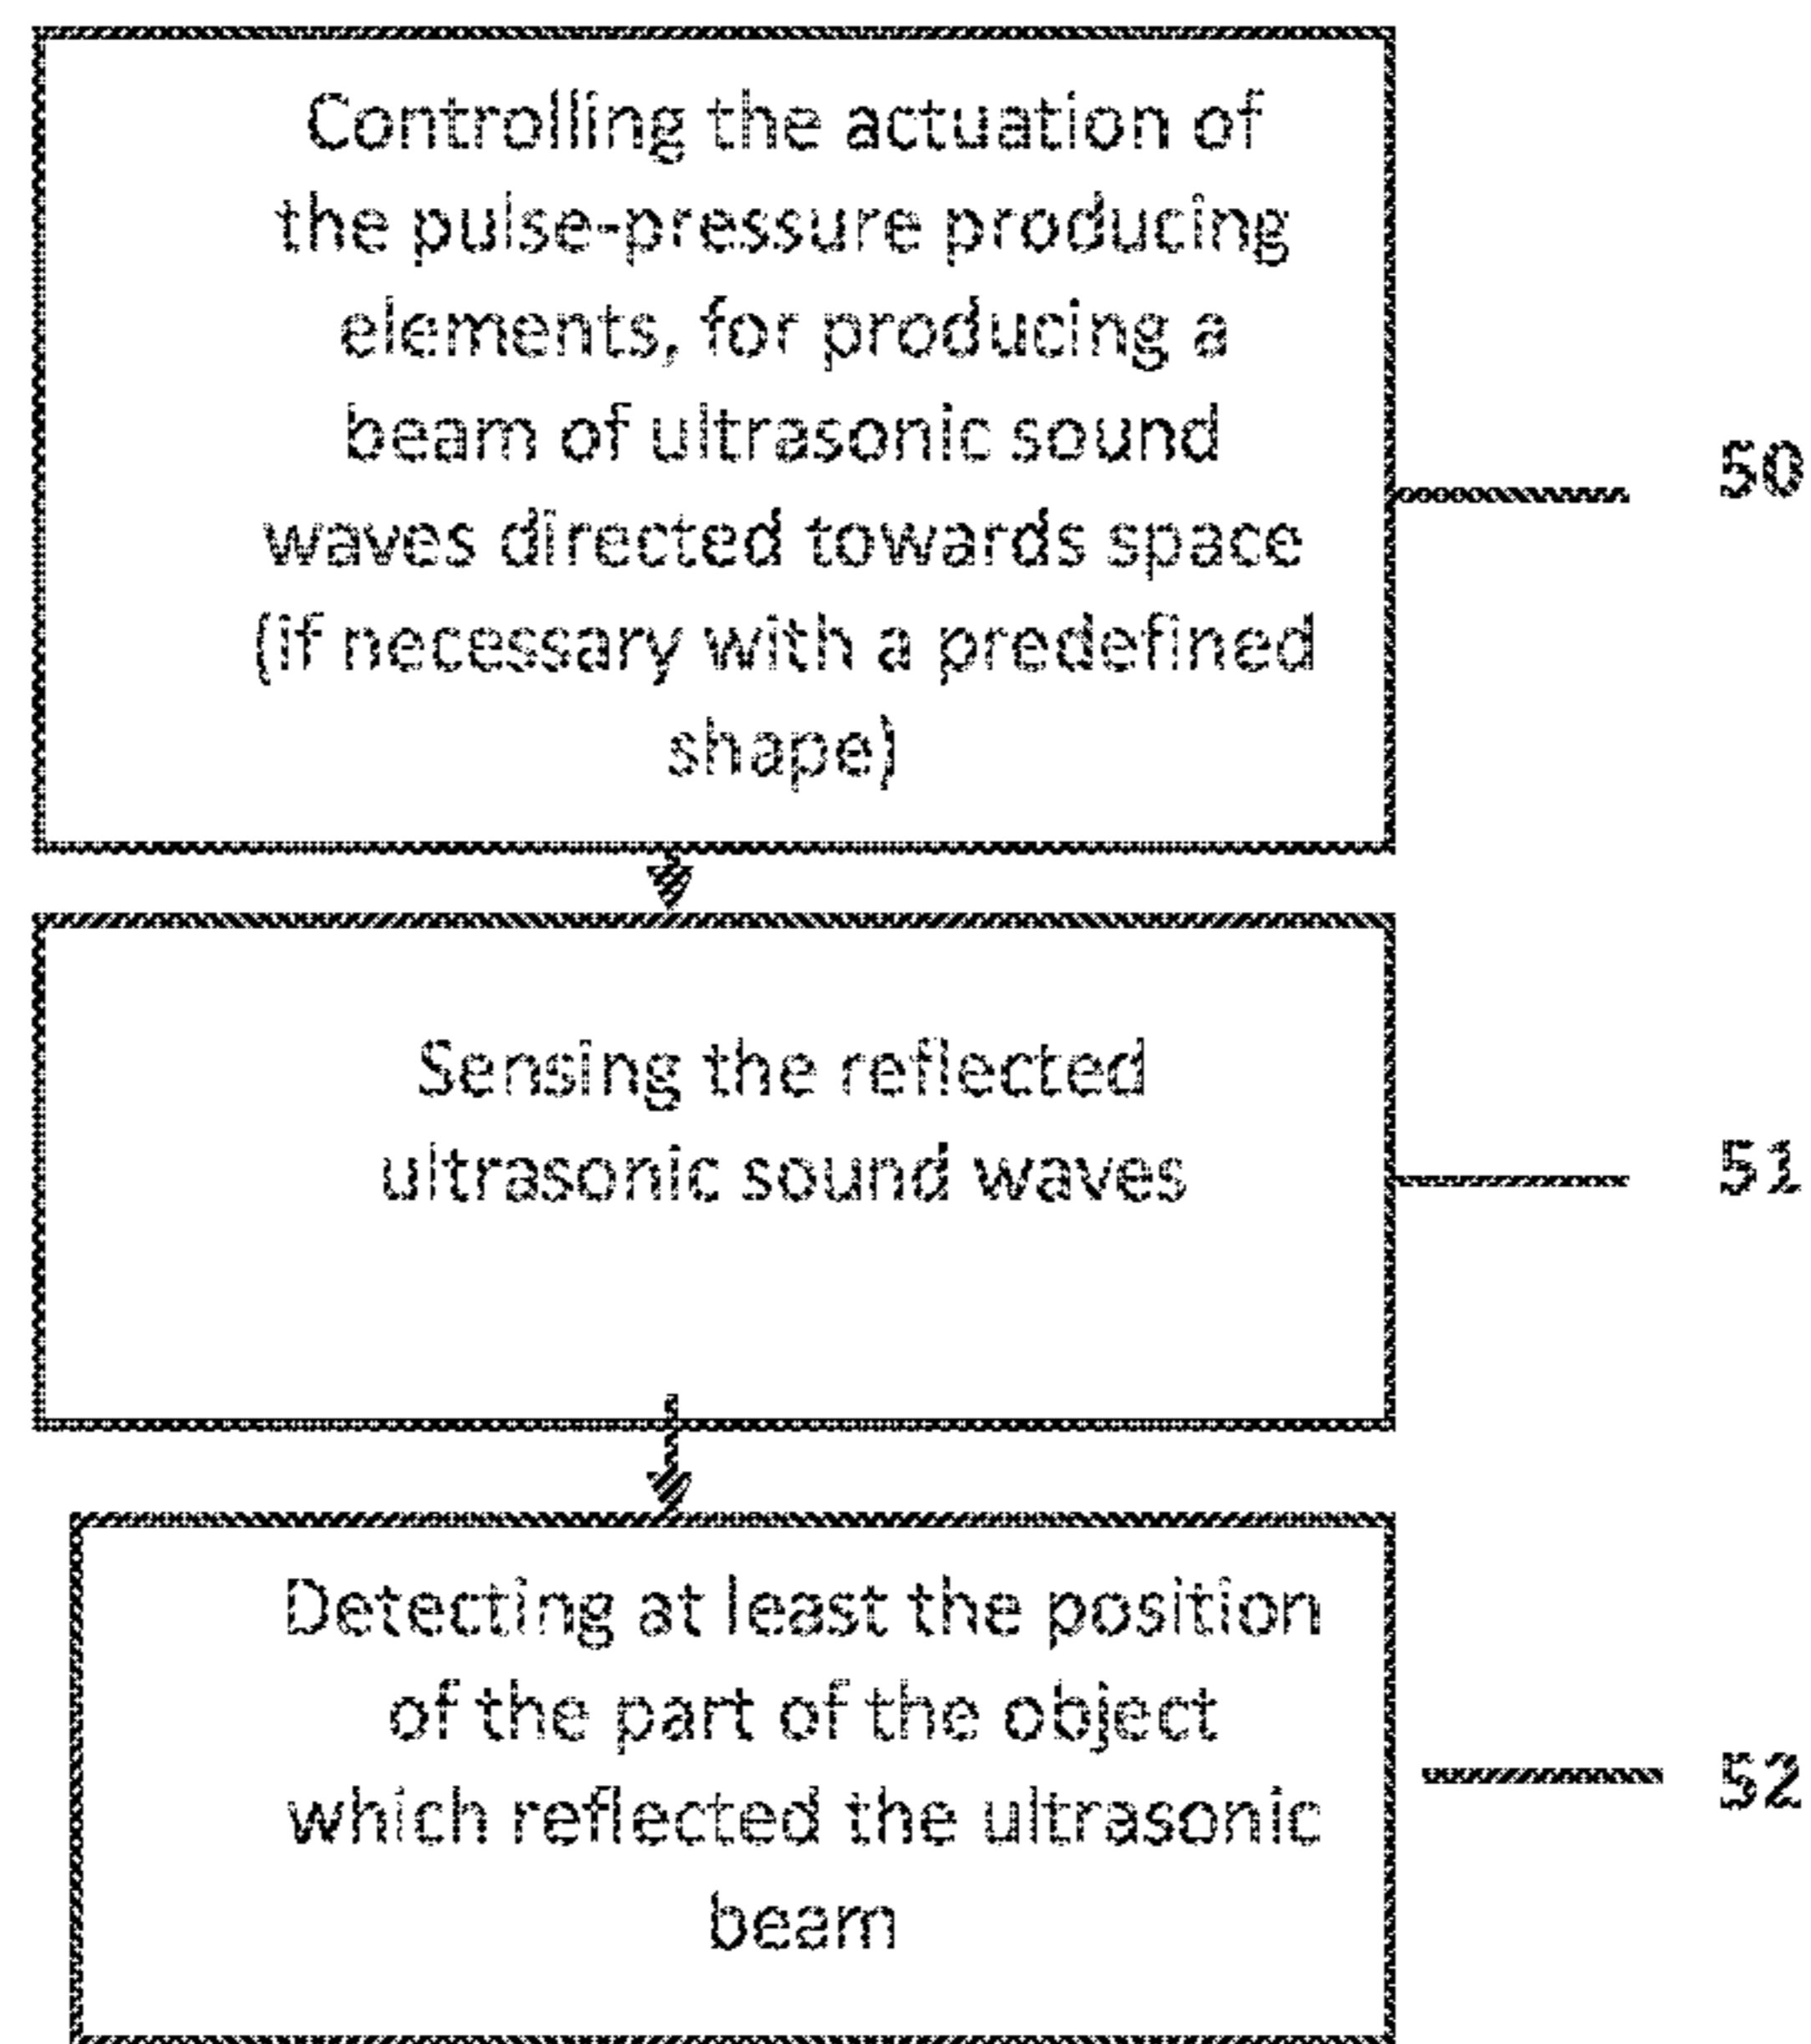 Controlling the actuation of
the pulse-pressure producing
elements, for producing a
beam of ultrasonic sound
waves directed towards space
(if necessary with a predefined
shape)
50
Sensing the reflected
ultrasonic sound waves
51
Detecting at least the position
of the part of the object
which reflected the ultrasonic
beam
52